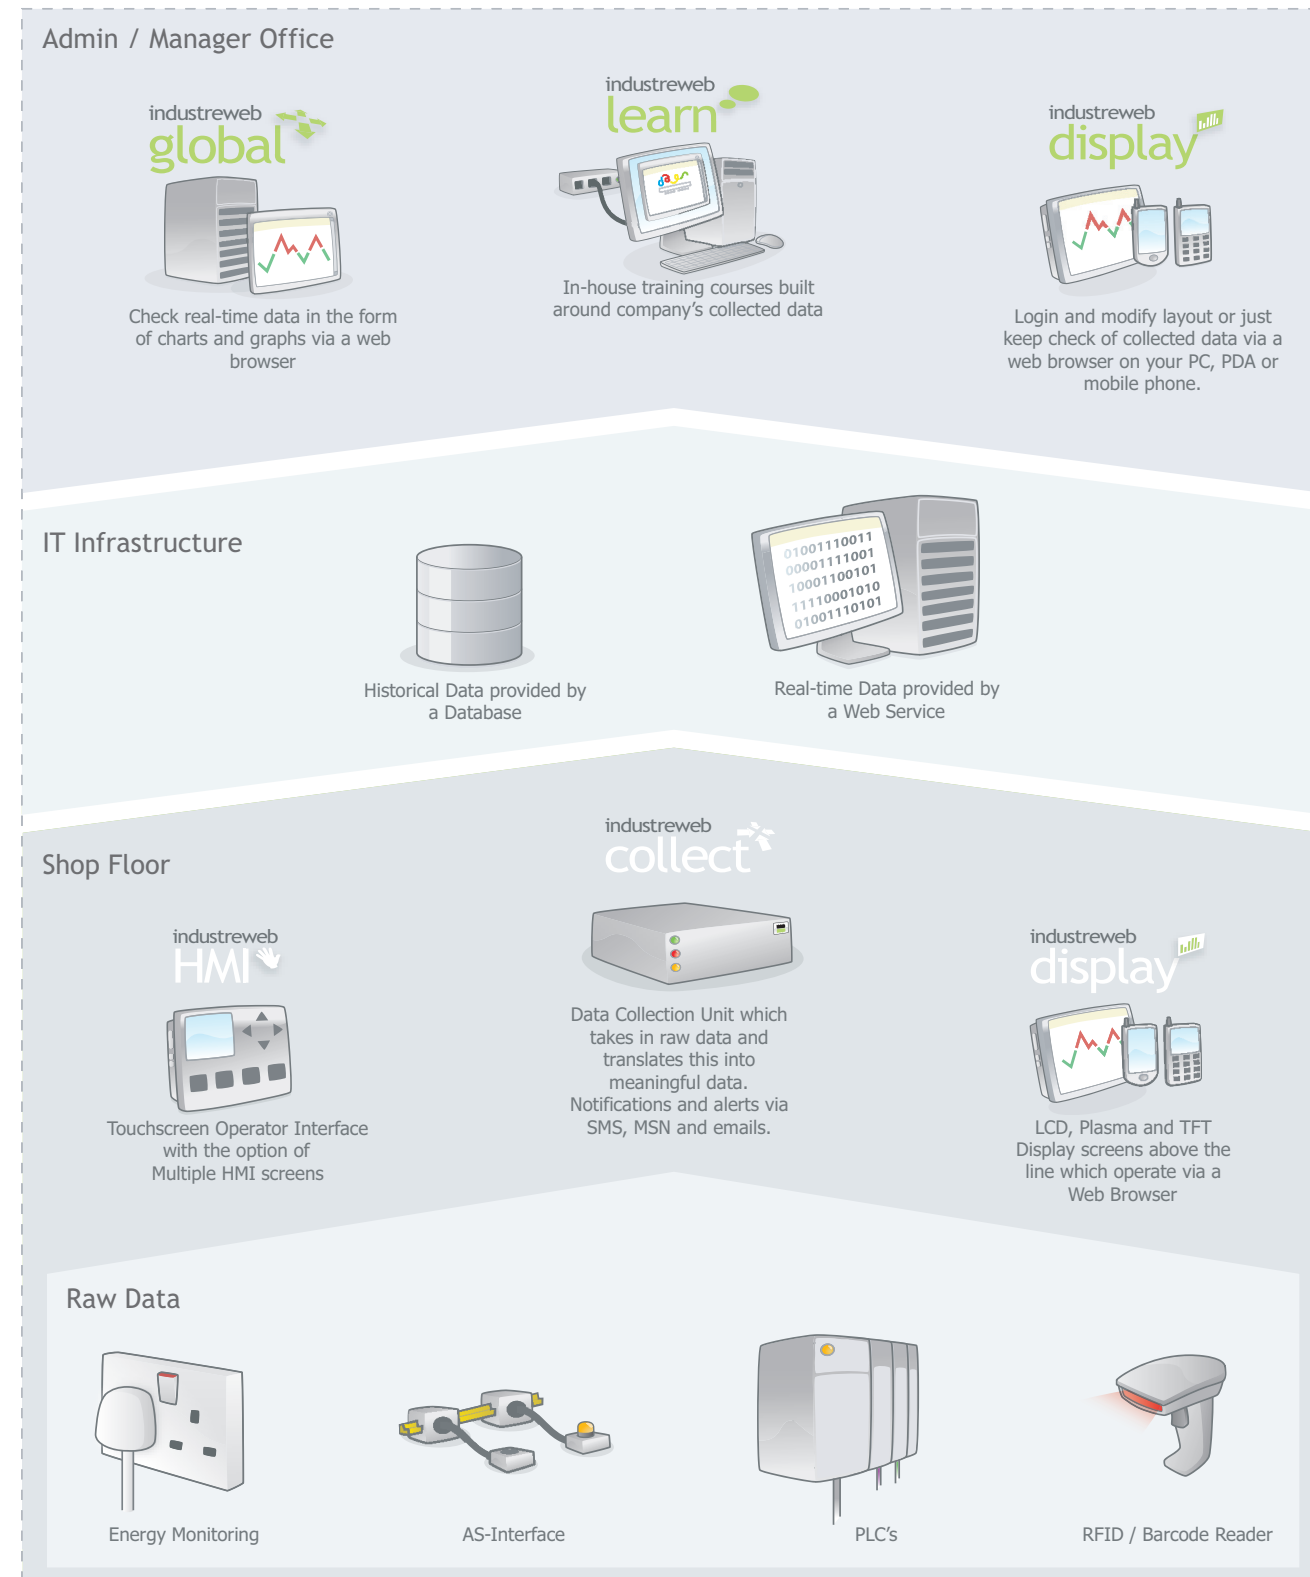 Admin / Manager Office
industreweb
global
Check real-time data in the form
of charts and graphs via a web
browser
industreweb
learn
In-house training courses built
around company's collected data
industreweb
display
Login and modify layout or just
keep check of collected data via a
web browser on your PC, PDA or
mobile phone.
IT Infrastructure
Historical Data provided by
a Database
01001110011
00001111001
10001100101
11110001010
01001110101
Real-time Data provided by
a Web Service
Shop Floor
industreweb
HMI
Touchscreen Operator Interface
with the option of
Multiple HMI screens
industreweb
collect
Data Collection Unit which
takes in raw data and
translates this into
meaningful data.
Notifications and alerts via
SMS, MSN and emails.
industreweb
display
LCD, Plasma and TFT
Display screens above the
line which operate via a
Web Browser
Raw Data
Energy Monitoring
AS-Interface
PLC's
RFID / Barcode Reader